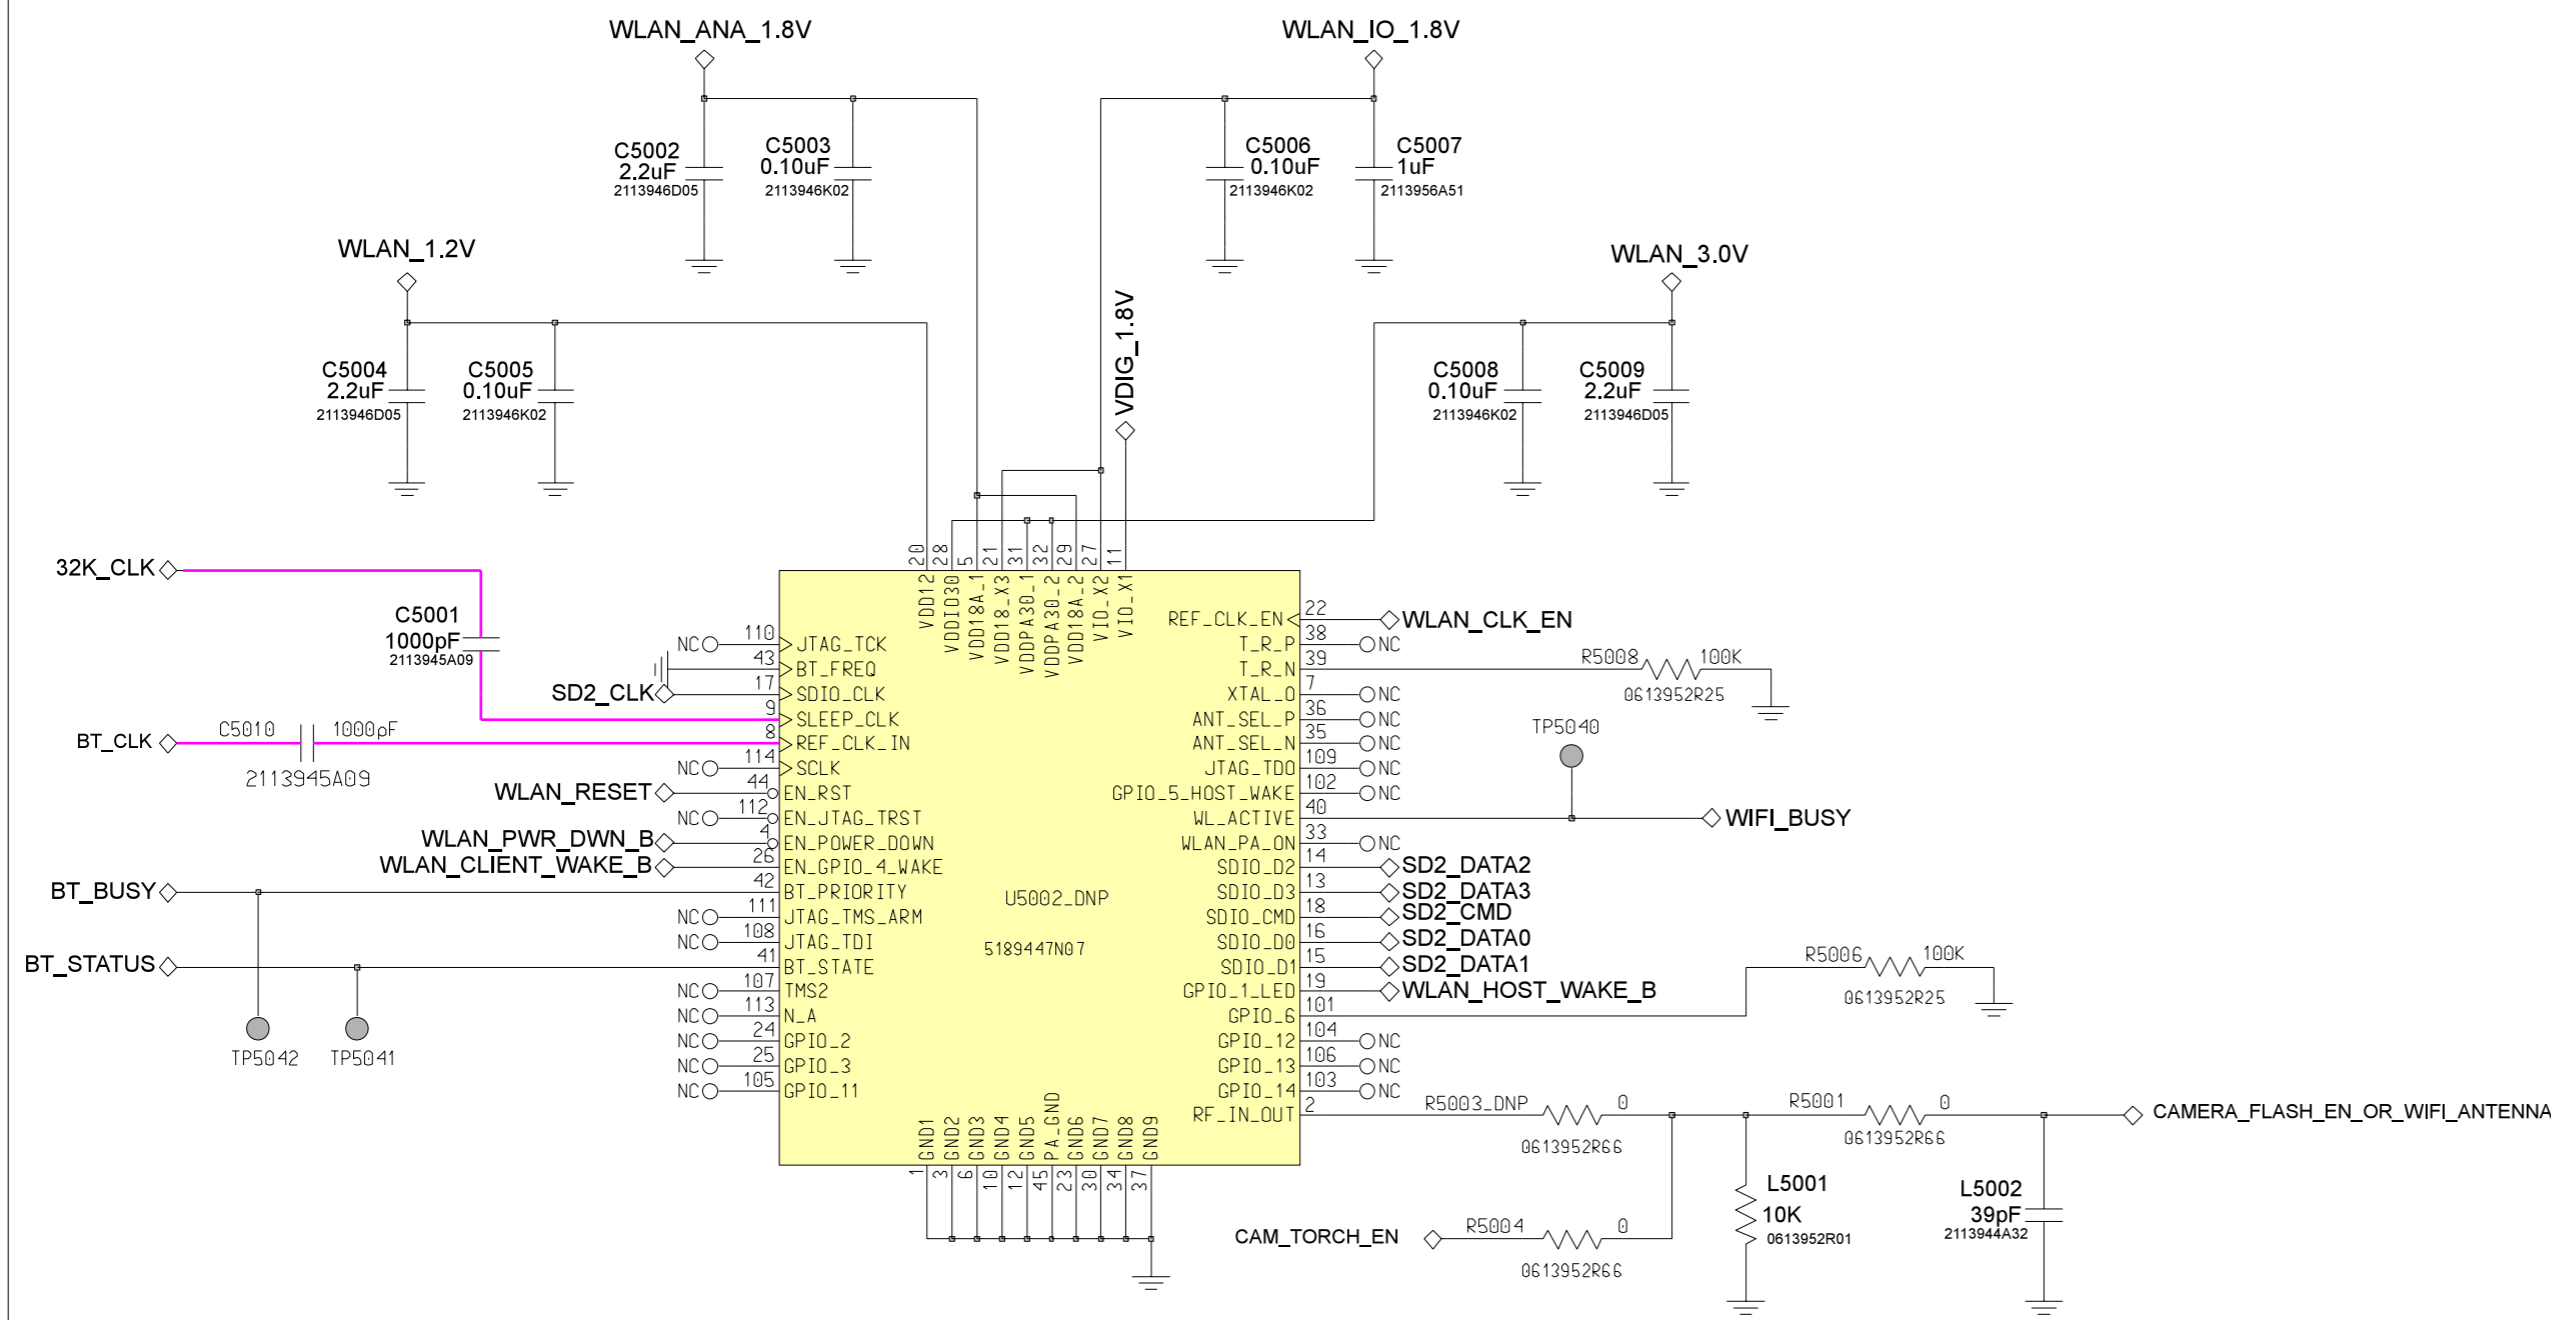 WLAN_ANA_1.8V
WLAN_IO_1.8V
C5002
2.2uF
2113946D05
C5003
0.10uF
2113946K02
C5006
0.10uF
2113946K02
C5007
1uF
2113956A51
WLAN_1.2V
VDIG_1.8V
WLAN_3.0V
C5004
2.2uF
2113946D05
C5005
0.10uF
2113946K02
C5008
0.10uF
2113946K02
C5009
2.2uF
2113946D05
20 28 5 21 31 32 29 27 11
VDD12
VDDIO30
VDD18A_1
VDD18_X3
VDDPA30_1
VDDPA30_2
VDD18A_2
VIO_X2
VIO_X1
32K_CLK
C5001
1000pF
2113945A09
BT_CLK
C5010 1000pF
2113945A09
NC 110 JTAG_TCK
43 BT_FREQ
SD2_CLK 17 SDIO_CLK
9 SLEEP_CLK
8 REF_CLK_IN
NC 114 SCLK
WLAN_RESET 44 EN_RST
NC 112 EN_JTAG_TRST
WLAN_PWR_DWN_B 4 EN_POWER_DOWN
WLAN_CLIENT_WAKE_B 26 EN_GPIO_4_WAKE
BT_BUSY 42 BT_PRIORITY
NC 111 JTAG_TMS_ARM
NC 108 JTAG_TDI
BT_STATUS 41 BT_STATE
NC 107 TMS2
NC 113 N_A
NC 24 GPIO_2
NC 25 GPIO_3
NC 105 GPIO_11
TP5042 TP5041
U5002_DNP
5189447N07
REF_CLK_EN 22 WLAN_CLK_EN
T_R_P 38 NC
T_R_N 39 R5008 100K
0613952R25
XTAL_O 7 NC
ANT_SEL_P 36 NC
ANT_SEL_N 35 NC
TP5040
JTAG_TDO 109 NC
GPIO_5_HOST_WAKE 102 NC
WL_ACTIVE 40 WIFI_BUSY
WLAN_PA_ON 33 NC
SDIO_D2 14 SD2_DATA2
SDIO_D3 13 SD2_DATA3
SDIO_CMD 18 SD2_CMD
SDIO_D0 16 SD2_DATA0
SDIO_D1 15 SD2_DATA1
GPIO_1_LED 19 WLAN_HOST_WAKE_B
GPIO_6 101 R5006 100K
0613952R25
GPIO_12 104 NC
GPIO_13 106 NC
GPIO_14 103 NC
RF_IN_OUT 2 R5003_DNP 0 R5001 0 CAMERA_FLASH_EN_OR_WIFI_ANTENNA
0613952R66 0613952R66
GND1
GND2
GND3
GND4
GND5
PA_GND
GND6
GND7
GND8
GND9
1 3 6 10 12 45 23 30 34 37
CAM_TORCH_EN R5004 0
0613952R66
L5001
10K
0613952R01
L5002
39pF
2113944A32